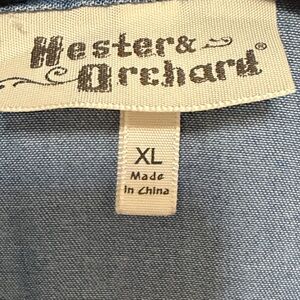 Hester&
Orchard®
XL
Made
in China